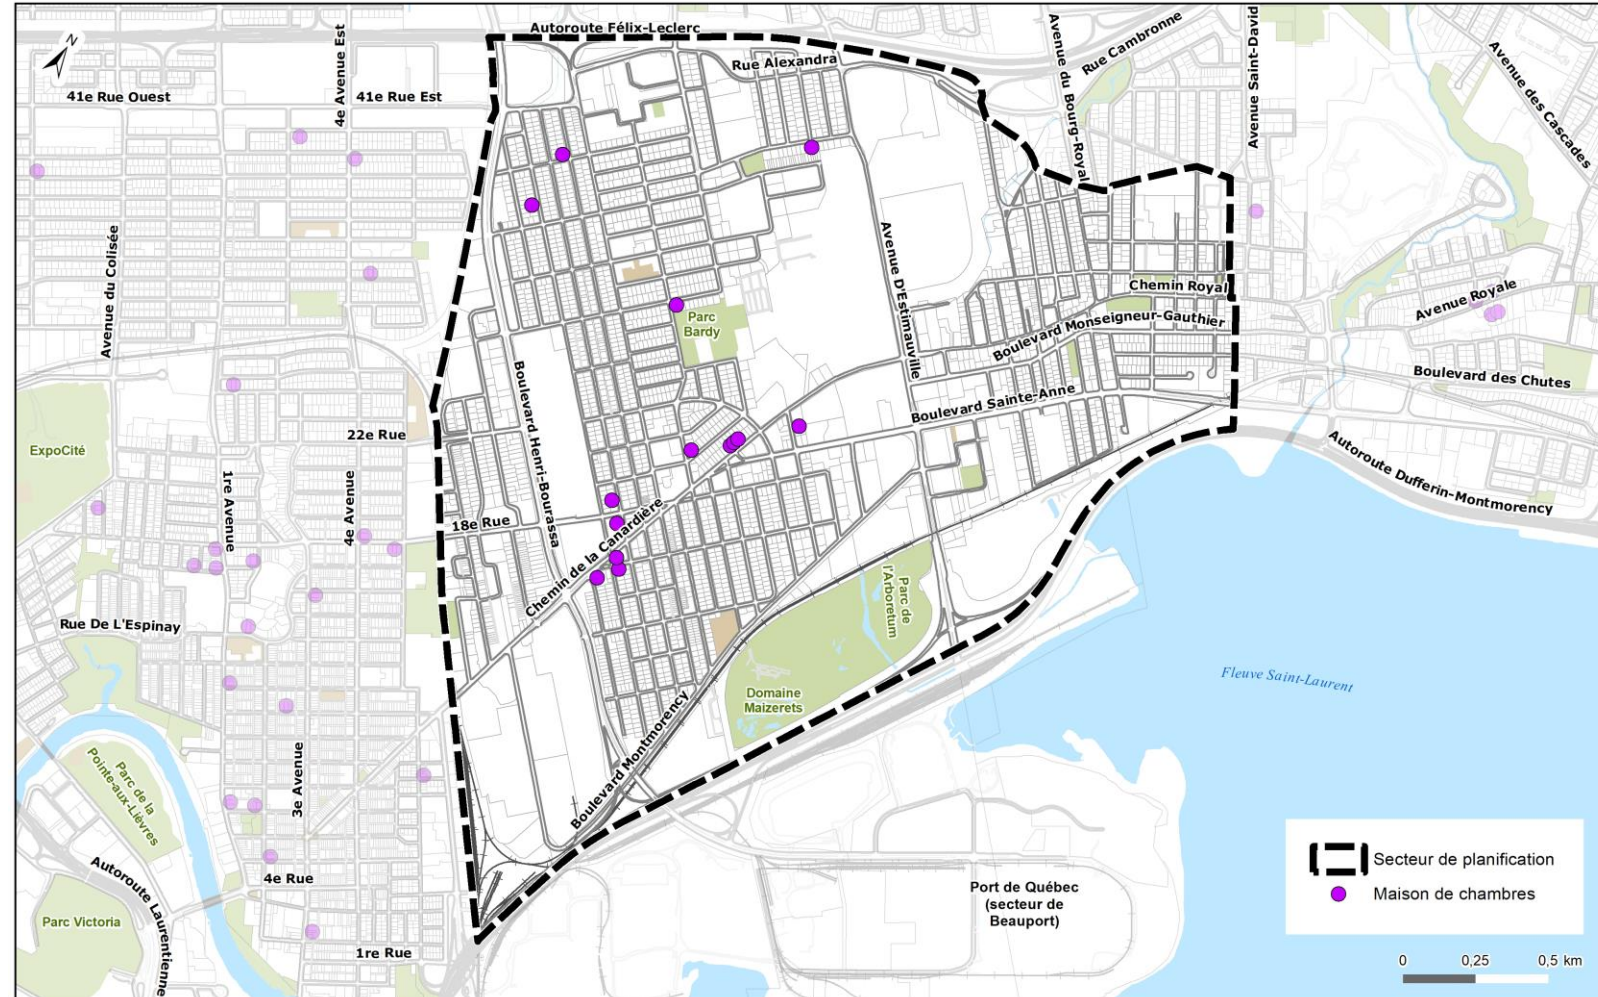 N
Autoroute Félix-Leclerc
Rue Alexandra
4e Avenue Est
41e Rue Ouest
41e Rue Est
Avenue du Bourg-Royal
Rue Cambronne
Avenue Saint-David
Avenue des Cascades
Avenue du Colisée
Avenue D'Estimauville
Chemin Royal
Avenue Royale
Boulevard Monseigneur-Gauthier
Parc
Bardy
Boulevard Henri-Bourassa
Boulevard des Chutes
Boulevard Sainte-Anne
22e Rue
ExpoCité
Autoroute Dufferin-Montmorency
1re Avenue
4e Avenue
18e Rue
Chemin de la Canardière
Parc de
l'Arboretum
Rue De L'Espinay
Fleuve Saint-Laurent
Domaine
Maizerets
Boulevard Montmorency
Parc de la
Pointe-aux-Lièvres
3e Avenue
Autoroute Laurentienne
4e Rue
Parc Victoria
1re Rue
Port de Québec
(secteur de
Beauport)
Secteur de planification
Maison de chambres
0 0,25 0,5 km